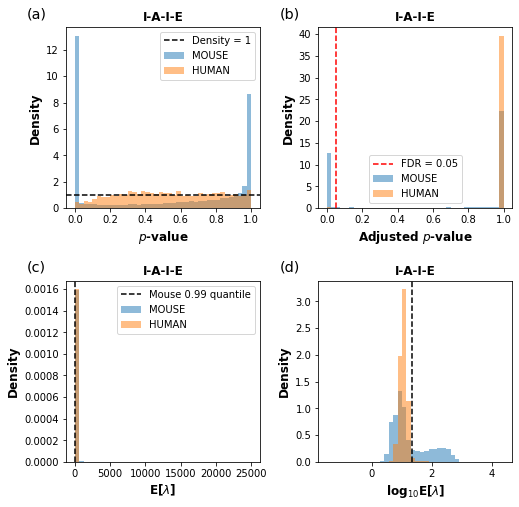 (a)
I-A-I-E
Density = 1
MOUSE
HUMAN
Density
12
10
8
6
4
2
0
0.0 0.2 0.4 0.6 0.8 1.0
p-value
(b)
I-A-I-E
FDR = 0.05
MOUSE
HUMAN
Density
40
35
30
25
20
15
10
5
0
0.0 0.2 0.4 0.6 0.8 1.0
Adjusted p-value
(c)
I-A-I-E
Mouse 0.99 quantile
MOUSE
HUMAN
Density
0.0016
0.0014
0.0012
0.0010
0.0008
0.0006
0.0004
0.0002
0.0000
0 5000 10000 15000 20000 25000
E[λ]
(d)
I-A-I-E
Density
3.0
2.5
2.0
1.5
1.0
0.5
0.0
0 2 4
log₁₀E[λ]